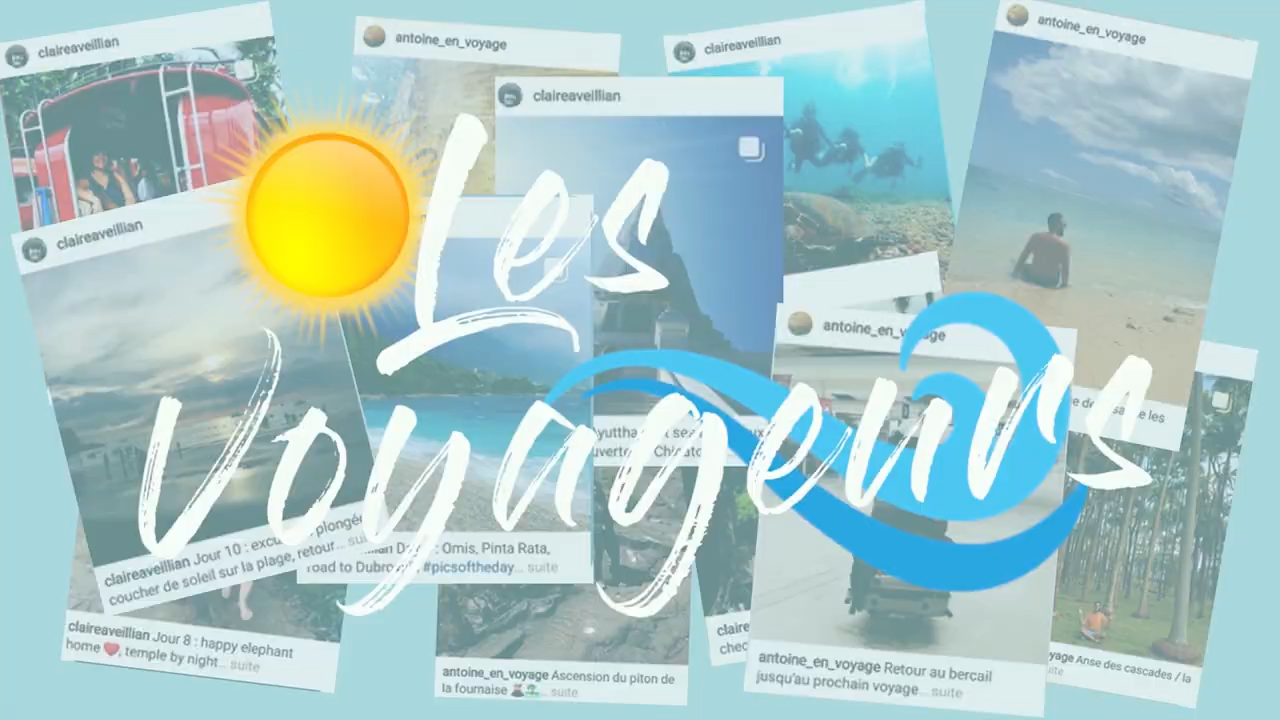 claireaveillian
antoine_en_voyage
claireaveillian
claireaveillian
antoine_en_voyage
claireaveillian
Les
Voyageurs
antoine_en_voyage
les
claireaveillian Jour 10 : plongée
coucher de soleil sur la plage, retour...
Omis, Pinta Rata,
road to Dubrovnik #picsoftheday... suite
claireaveillian Jour 8 : happy elephant
home ❤️, temple by night... suite
antoine_en_voyage Ascension du piton de
la fournaise 🌋🏝️... suite
antoine_en_voyage Retour au bercail
jusqu'au prochain voyage... suite
Anse des cascades / la
suite